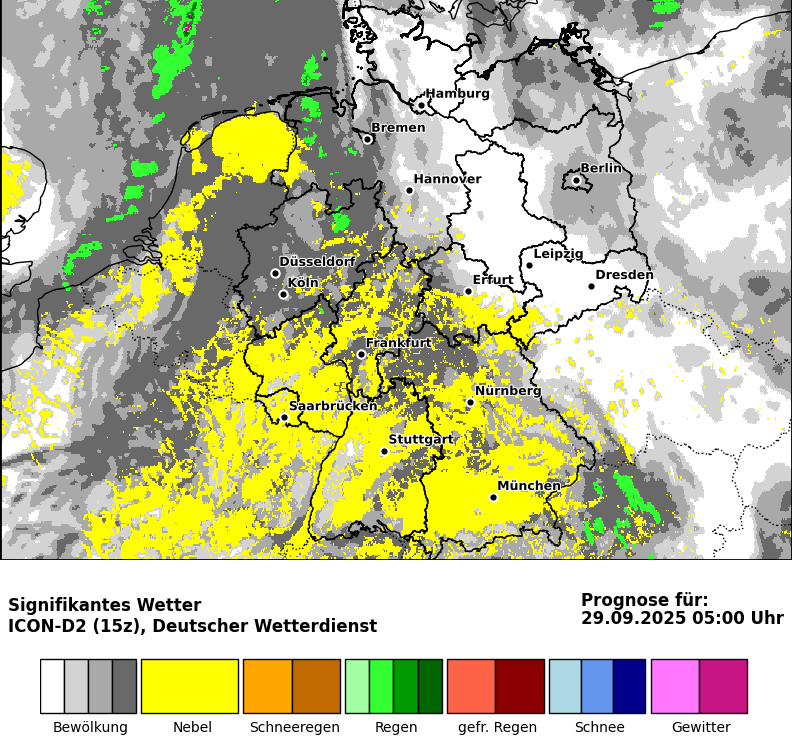 Hamburg
Bremen
Berlin
Hannover
Leipzig
Düsseldorf
Dresden
Köln
Erfurt
Frankfurt
Nürnberg
Saarbrücken
Stuttgart
München
Signifikantes Wetter
ICON-D2 (15z), Deutscher Wetterdienst
Prognose für:
29.09.2025 05:00 Uhr
Bewölkung Nebel Schneeregen Regen gefr. Regen Schnee Gewitter